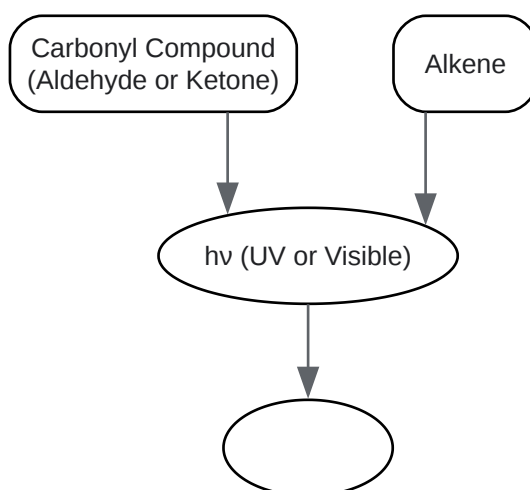 Carbonyl Compound
(Aldehyde or Ketone)
Alkene
hν (UV or Visible)